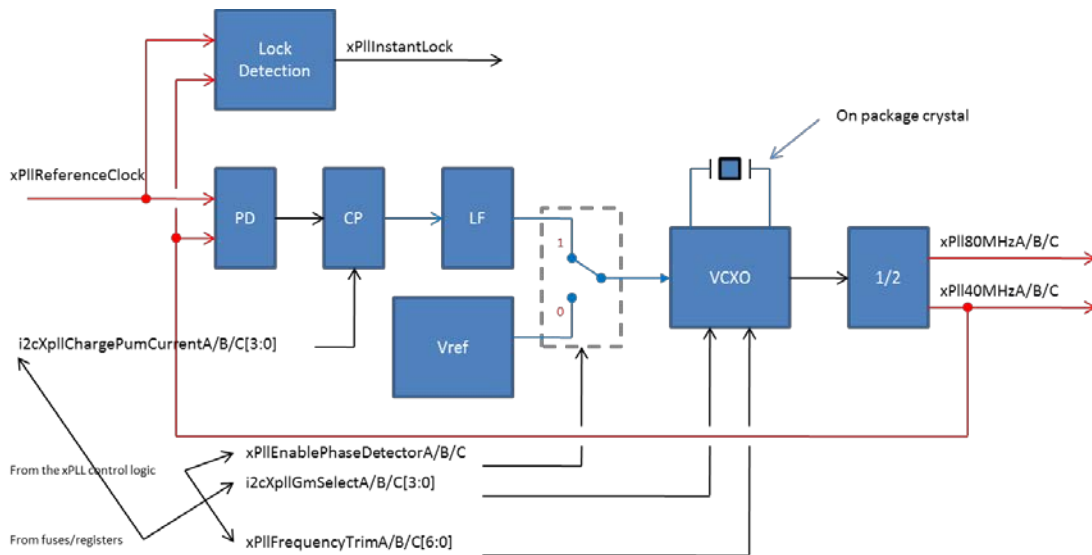 Lock
Detection
xPllInstantLock
On package crystal
xPllReferenceClock
PD
CP
LF
1
VCXO
1/2
xPll80MHzA/B/C
xPll40MHzA/B/C
0
Vref
i2cXpllChargePumCurrentA/B/C[3:0]
xPllEnablePhaseDetectorA/B/C
From the xPLL control logic
i2cXpllGmSelectA/B/C[3:0]
From fuses/registers
xPllFrequencyTrimA/B/C[6:0]